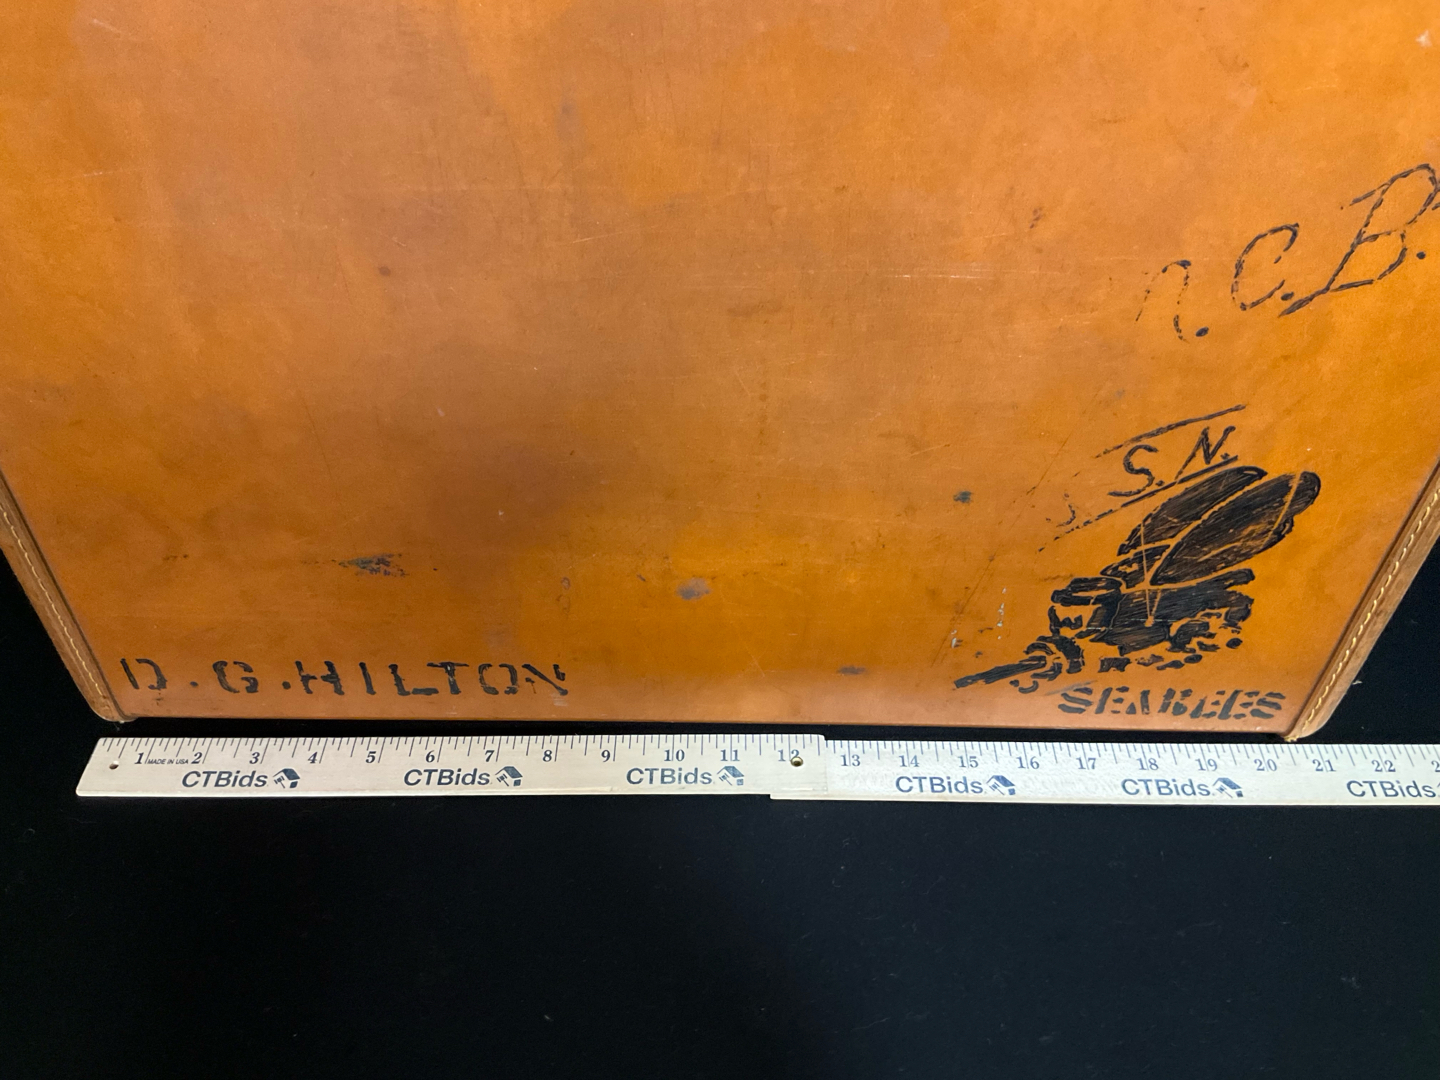 N.C.B.
S.N.
D.G.HILTON
SEABEES
1 MADE IN USA 2 3 4 5 6 7 8 9 10 11 12 13 14 15 16 17 18 19 20 21 22 2
CTBids CTBids CTBids CTBids CTBids CTBids